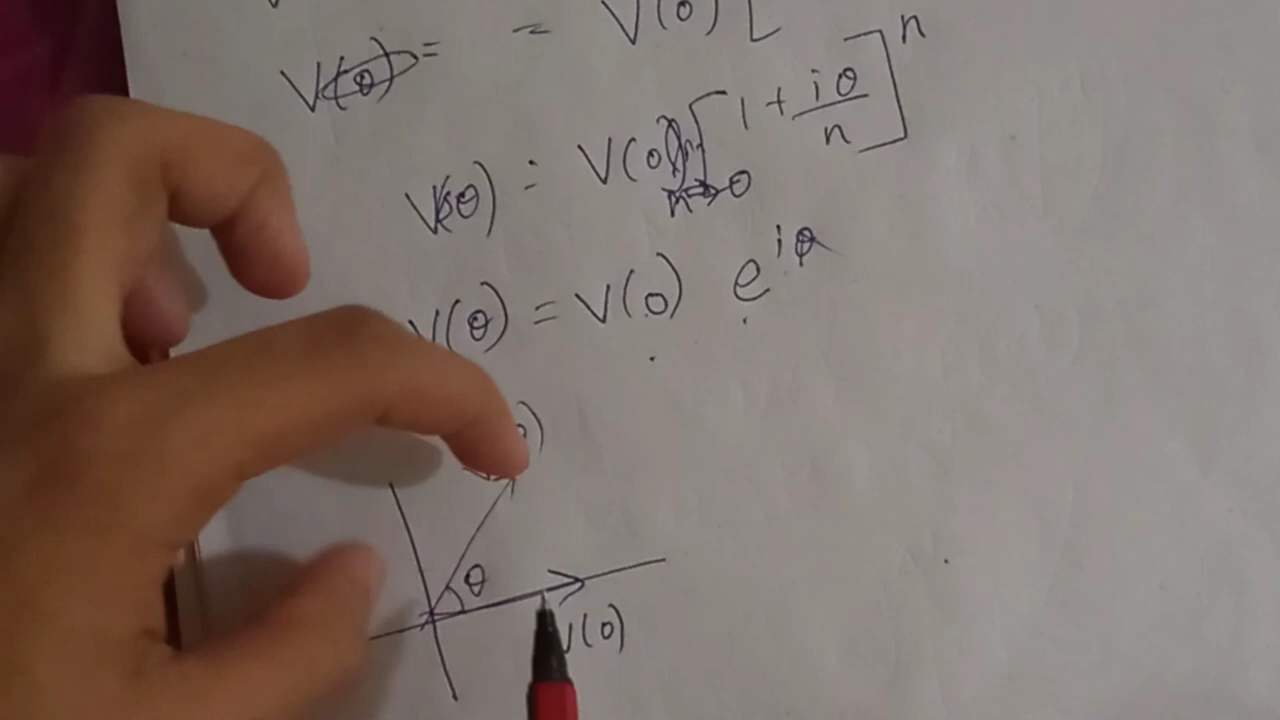 = V(0) [
V(θ) =
V(θ) = V(0) [1 + iθ/n]^n
n→0
V(θ) = V(0) e^{iθ}
θ
V(0)